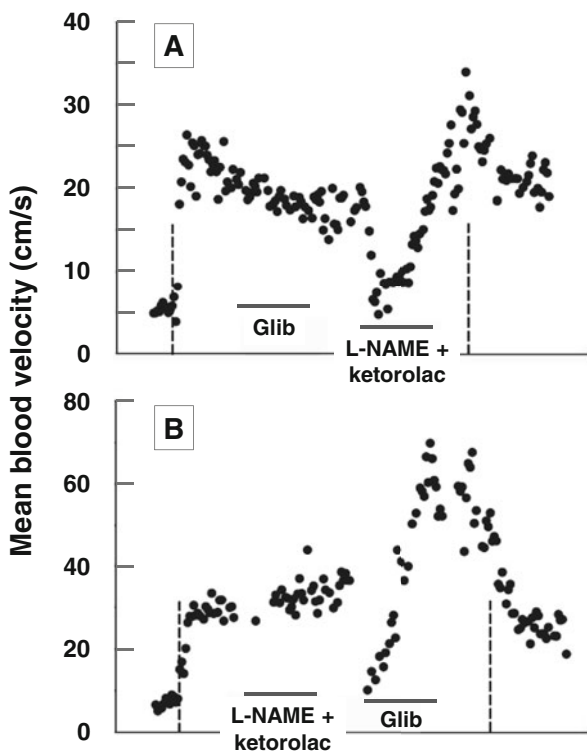 Mean blood velocity (cm/s)
A
40
30
20
10
0
Glib
L-NAME +
ketorolac
B
80
60
40
20
0
L-NAME +
ketorolac
Glib